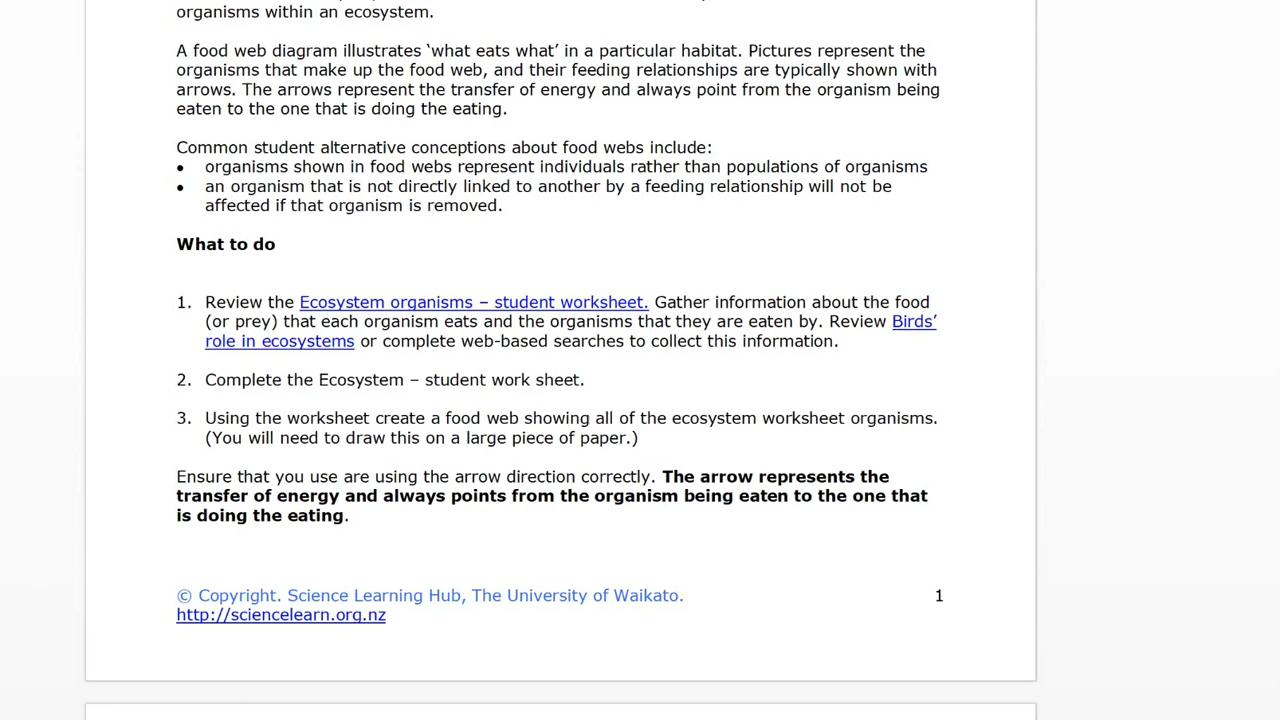 organisms within an ecosystem.
A food web diagram illustrates ‘what eats what’ in a particular habitat. Pictures represent the
organisms that make up the food web, and their feeding relationships are typically shown with
arrows. The arrows represent the transfer of energy and always point from the organism being
eaten to the one that is doing the eating.
Common student alternative conceptions about food webs include:
• organisms shown in food webs represent individuals rather than populations of organisms
• an organism that is not directly linked to another by a feeding relationship will not be
affected if that organism is removed.
What to do
1. Review the Ecosystem organisms – student worksheet. Gather information about the food
(or prey) that each organism eats and the organisms that they are eaten by. Review Birds’
role in ecosystems or complete web-based searches to collect this information.
2. Complete the Ecosystem – student work sheet.
3. Using the worksheet create a food web showing all of the ecosystem worksheet organisms.
(You will need to draw this on a large piece of paper.)
Ensure that you use are using the arrow direction correctly. The arrow represents the
transfer of energy and always points from the organism being eaten to the one that
is doing the eating.
© Copyright. Science Learning Hub, The University of Waikato. 1
http://sciencelearn.org.nz